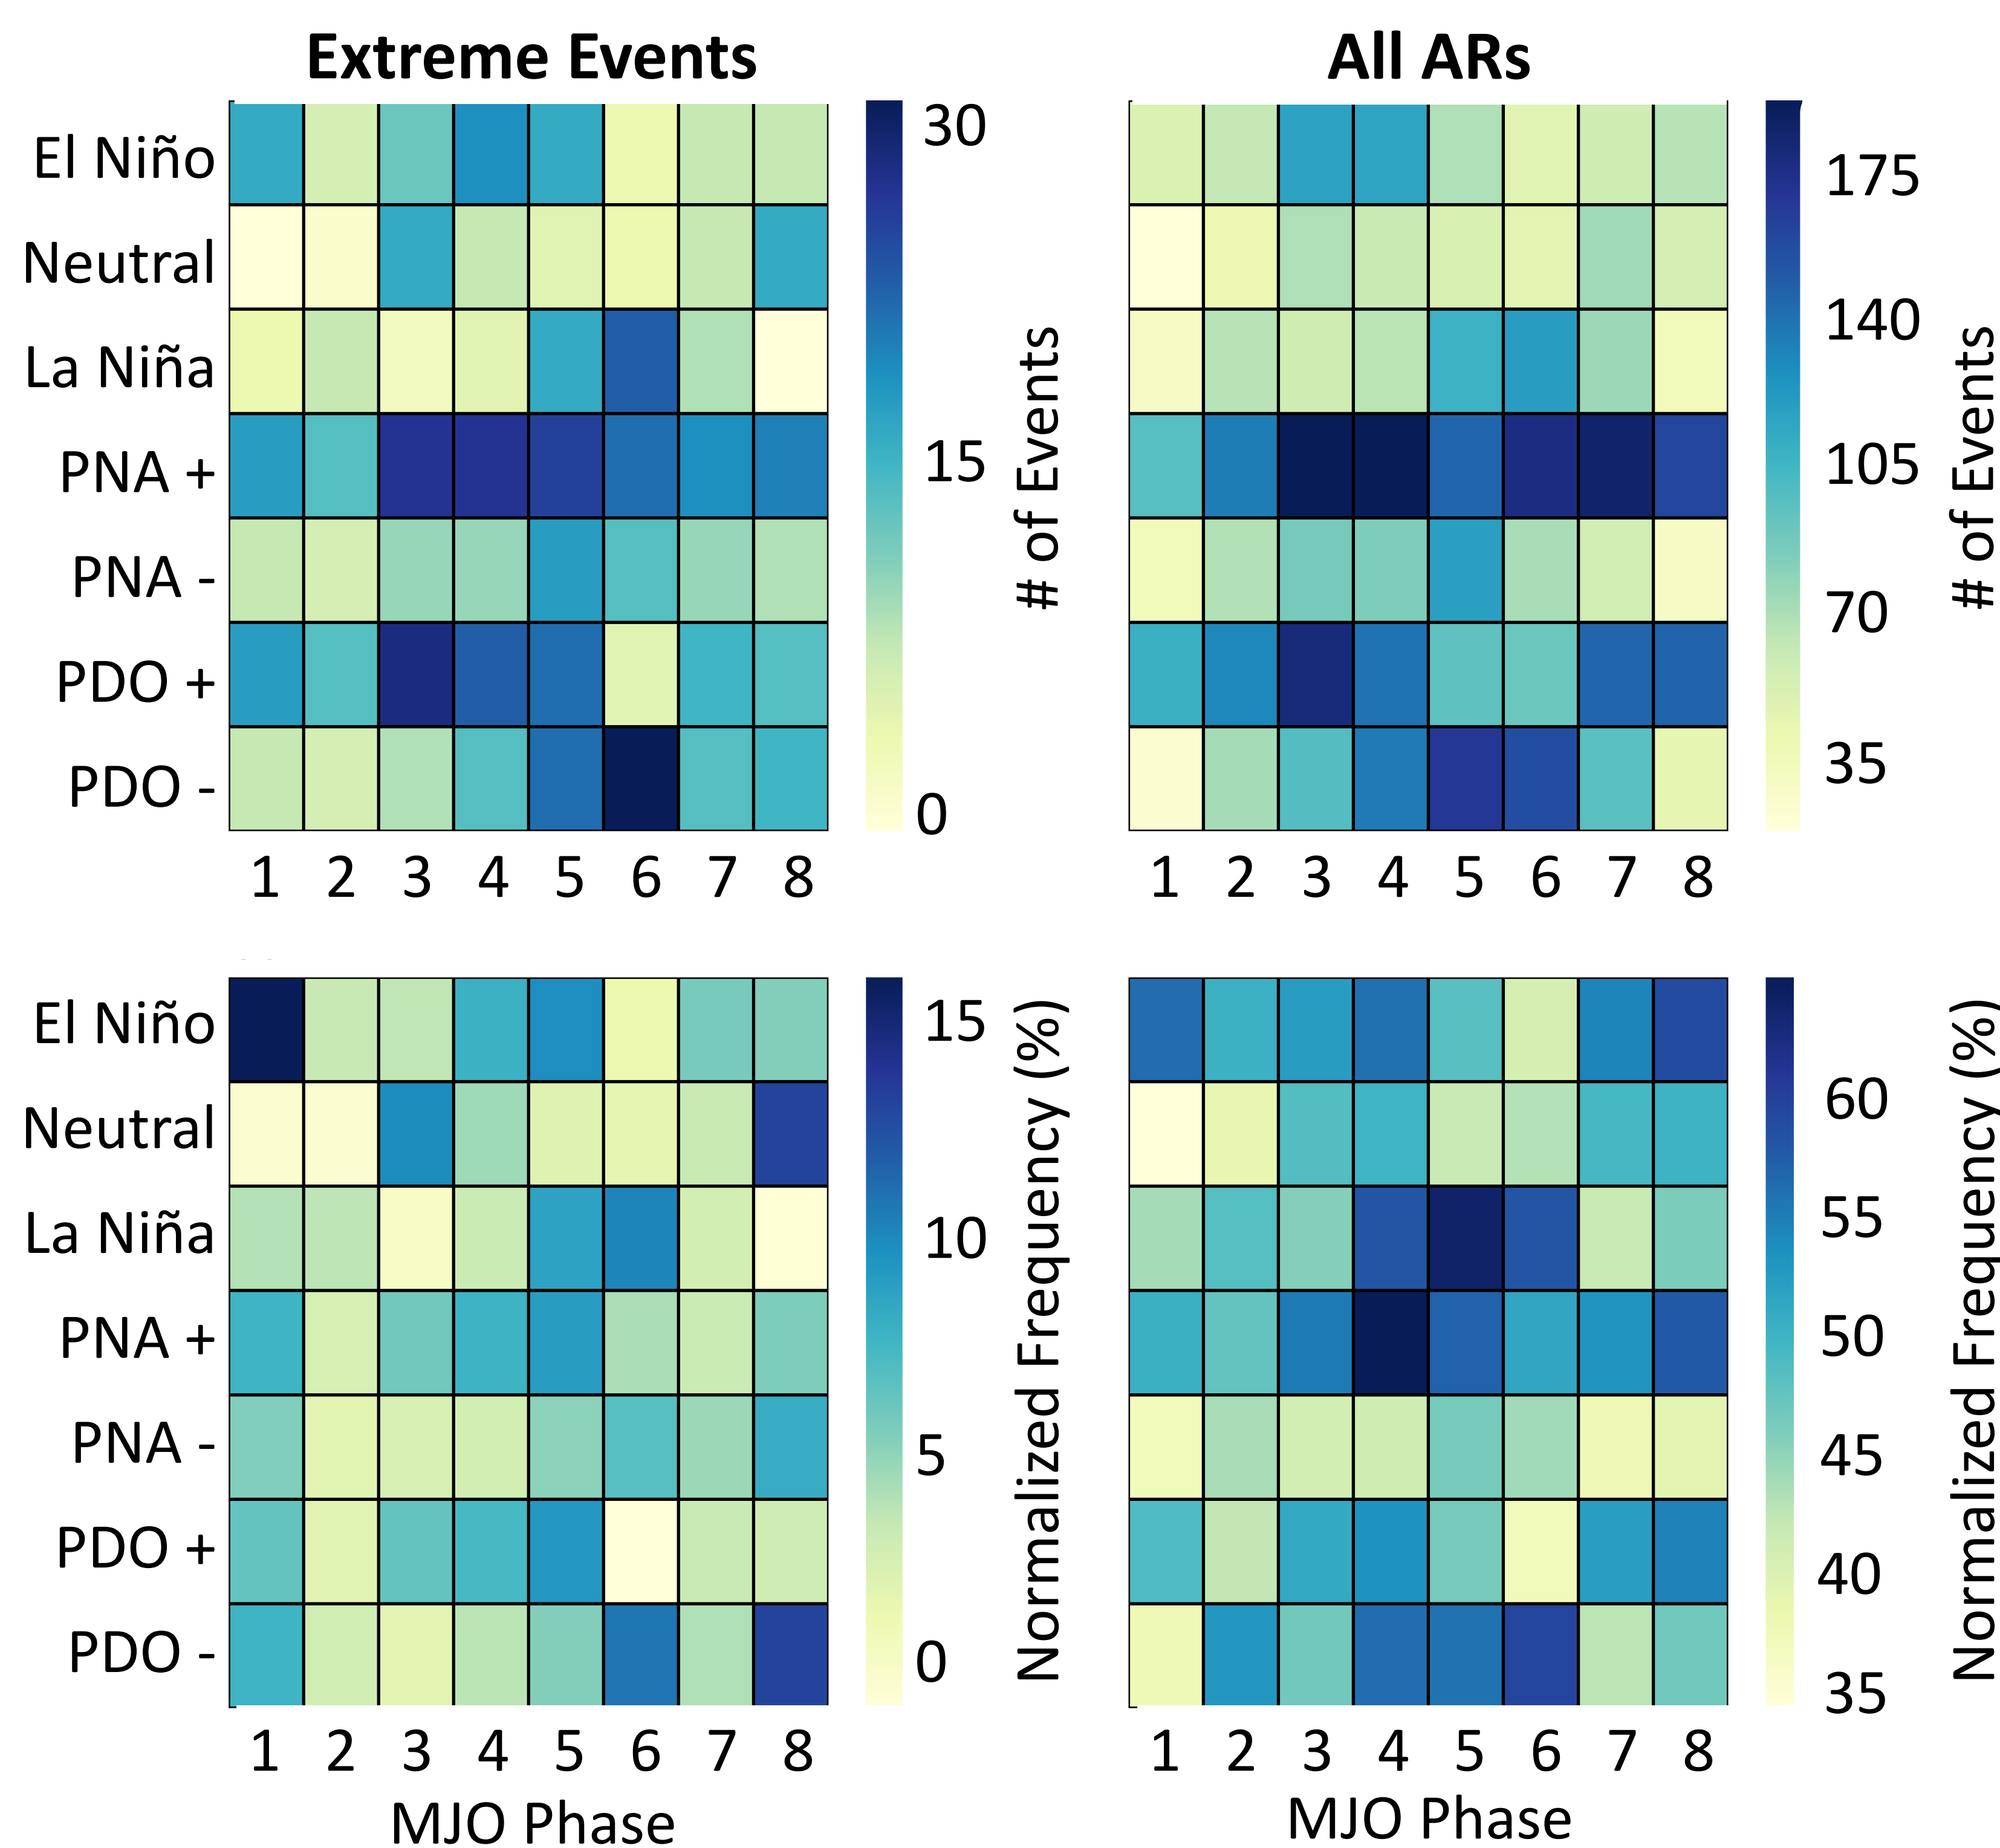 Extreme Events
All ARs
El Niño
Neutral
La Niña
PNA +
PNA -
PDO +
PDO -
30
15
0
# of Events
175
140
105
70
35
# of Events
1 2 3 4 5 6 7 8
1 2 3 4 5 6 7 8
El Niño
Neutral
La Niña
PNA +
PNA -
PDO +
PDO -
15
10
5
0
Normalized Frequency (%)
60
55
50
45
40
35
Normalized Frequency (%)
1 2 3 4 5 6 7 8
1 2 3 4 5 6 7 8
MJO Phase
MJO Phase